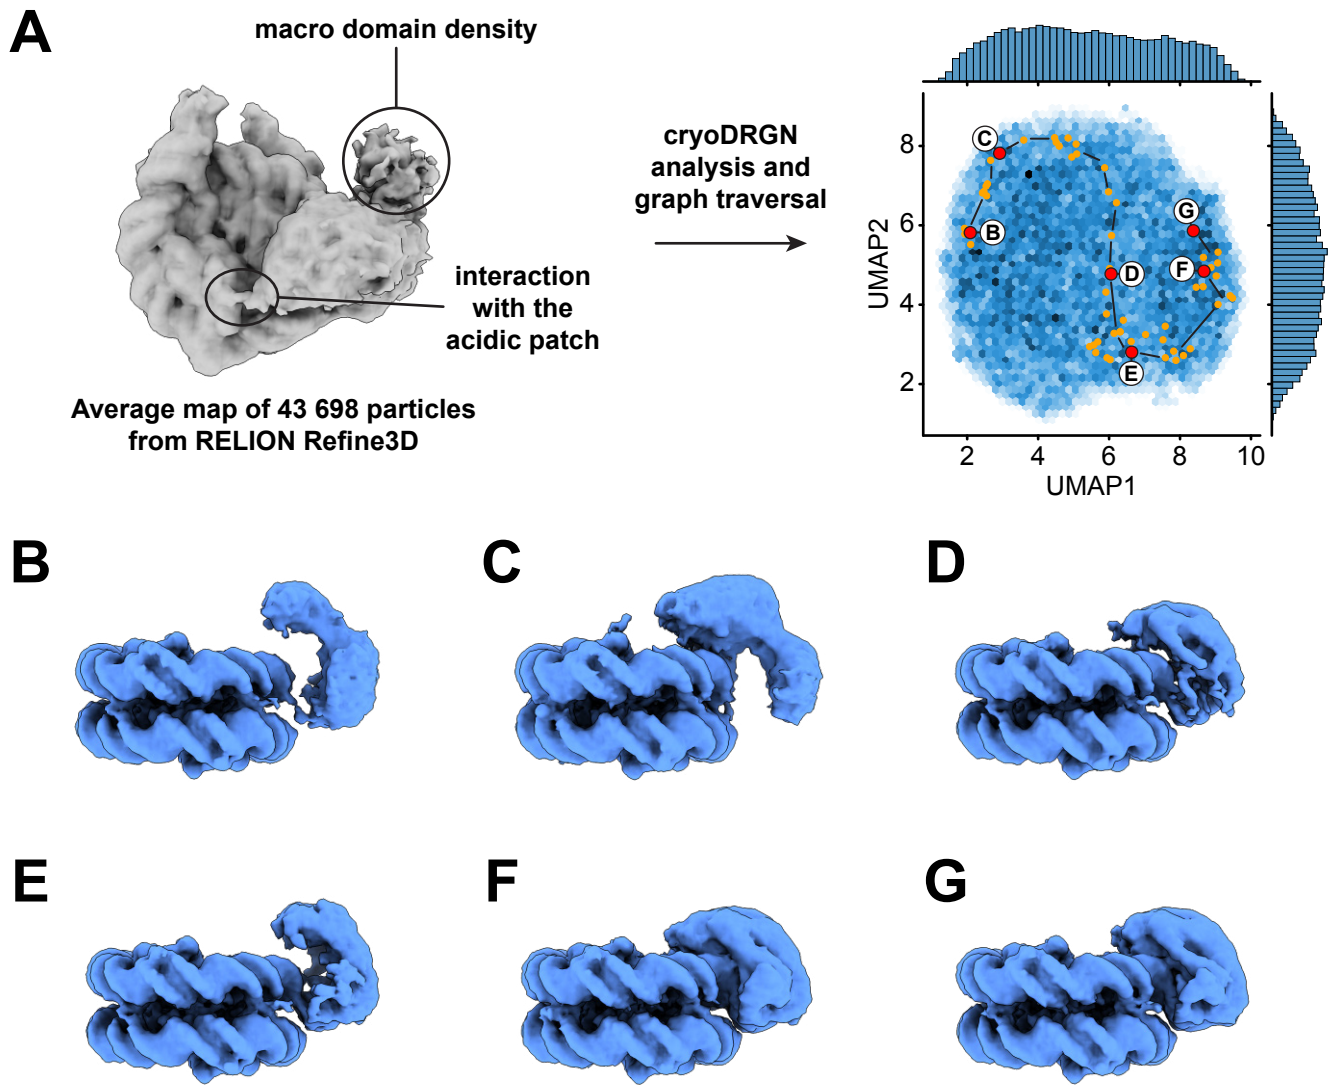 A
macro domain density
interaction
with the
acidic patch
Average map of 43 698 particles
from RELION Refine3D
cryoDRGN
analysis and
graph traversal
UMAP2
8
6
4
2
C
B
G
D
F
E
2 4 6 8 10
UMAP1
B C D
E F G